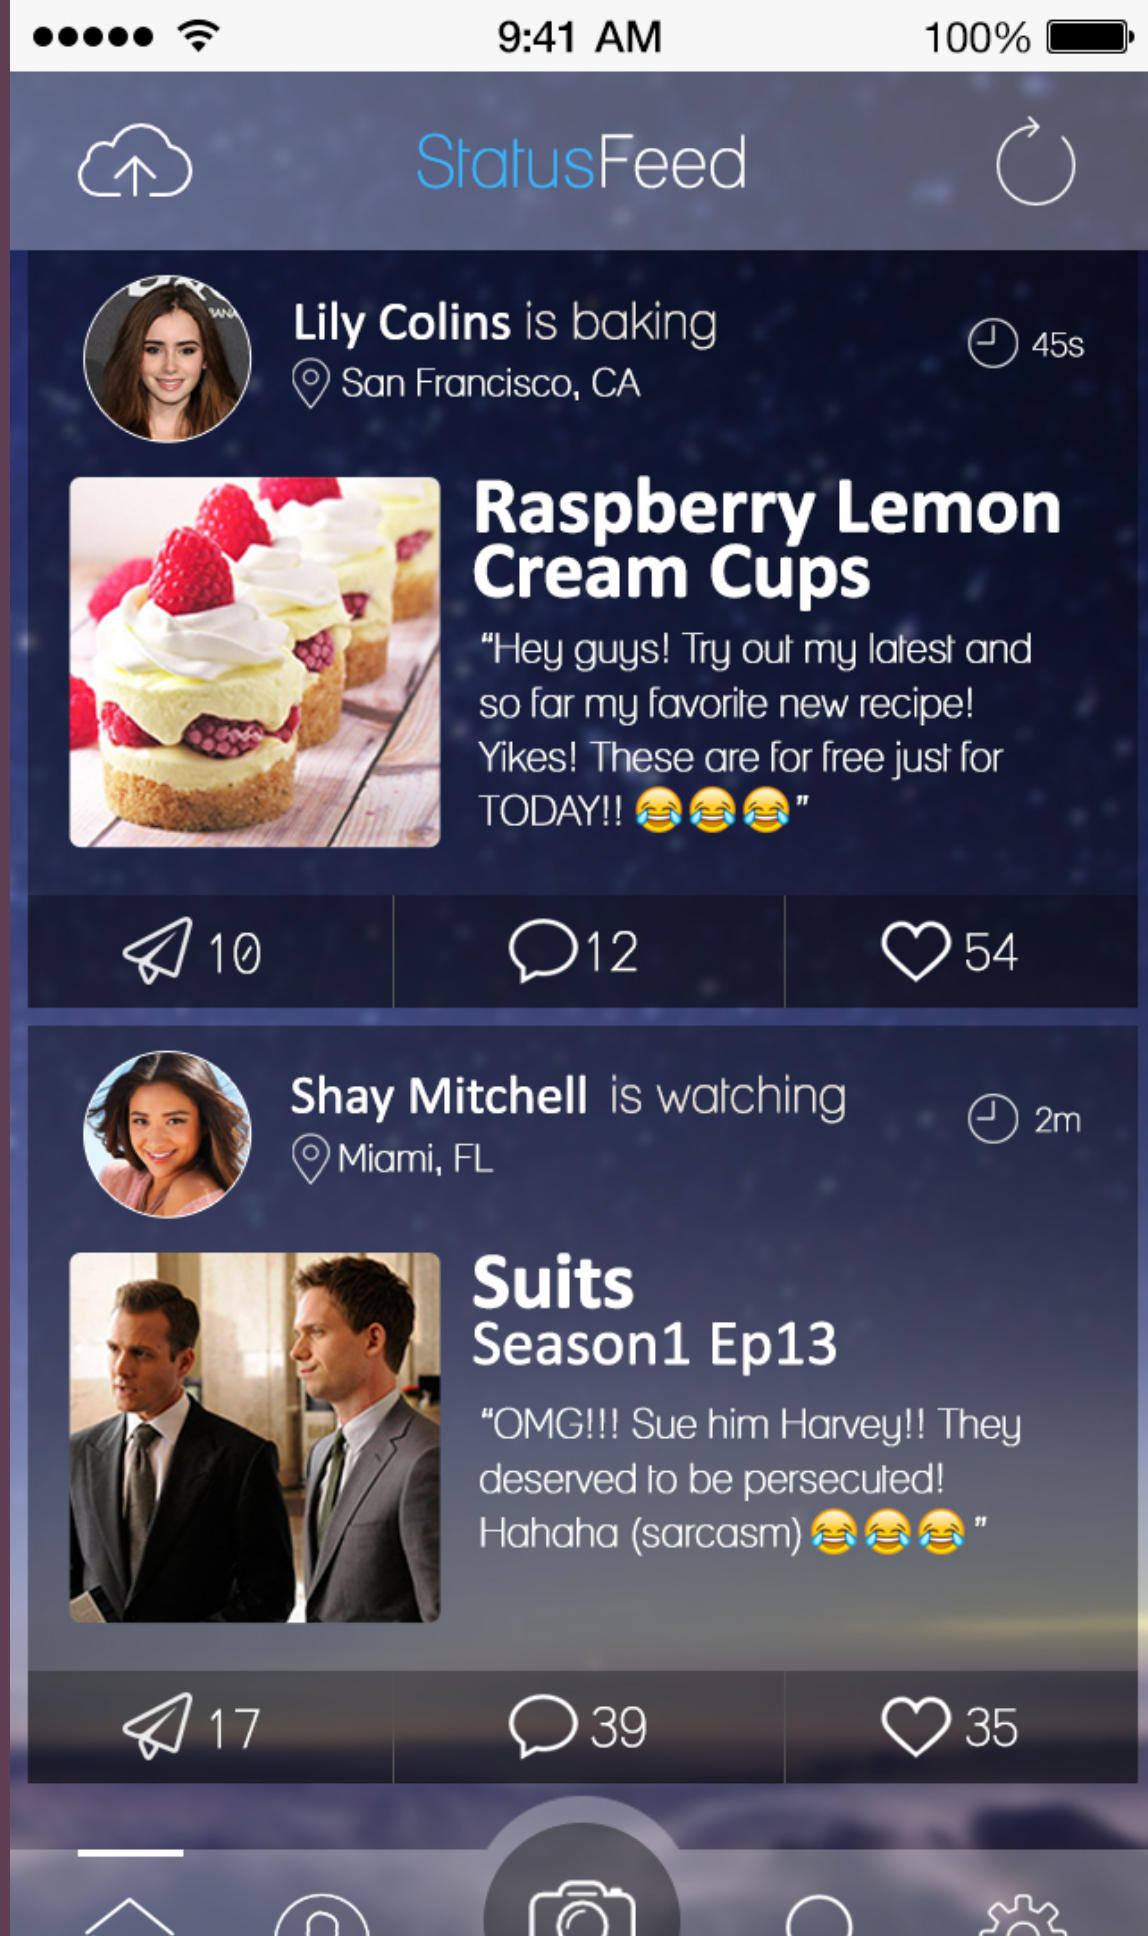 9:41 AM 100%
StatusFeed
Lily Colins is baking
45s
San Francisco, CA
Raspberry Lemon
Cream Cups
“Hey guys! Try out my latest and
so far my favorite new recipe!
Yikes! These are for free just for
TODAY!! 😂😂😂”
10 12 54
Shay Mitchell is watching
2m
Miami, FL
Suits
Season1 Ep13
“OMG!!! Sue him Harvey!! They
deserved to be persecuted!
Hahaha (sarcasm) 😂😂😂 ”
17 39 35